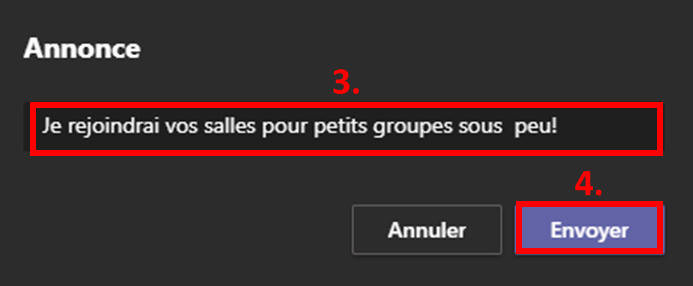 Annonce
3.
Je rejoindrai vos salles pour petits groupes sous  peu!
4.
Annuler
Envoyer